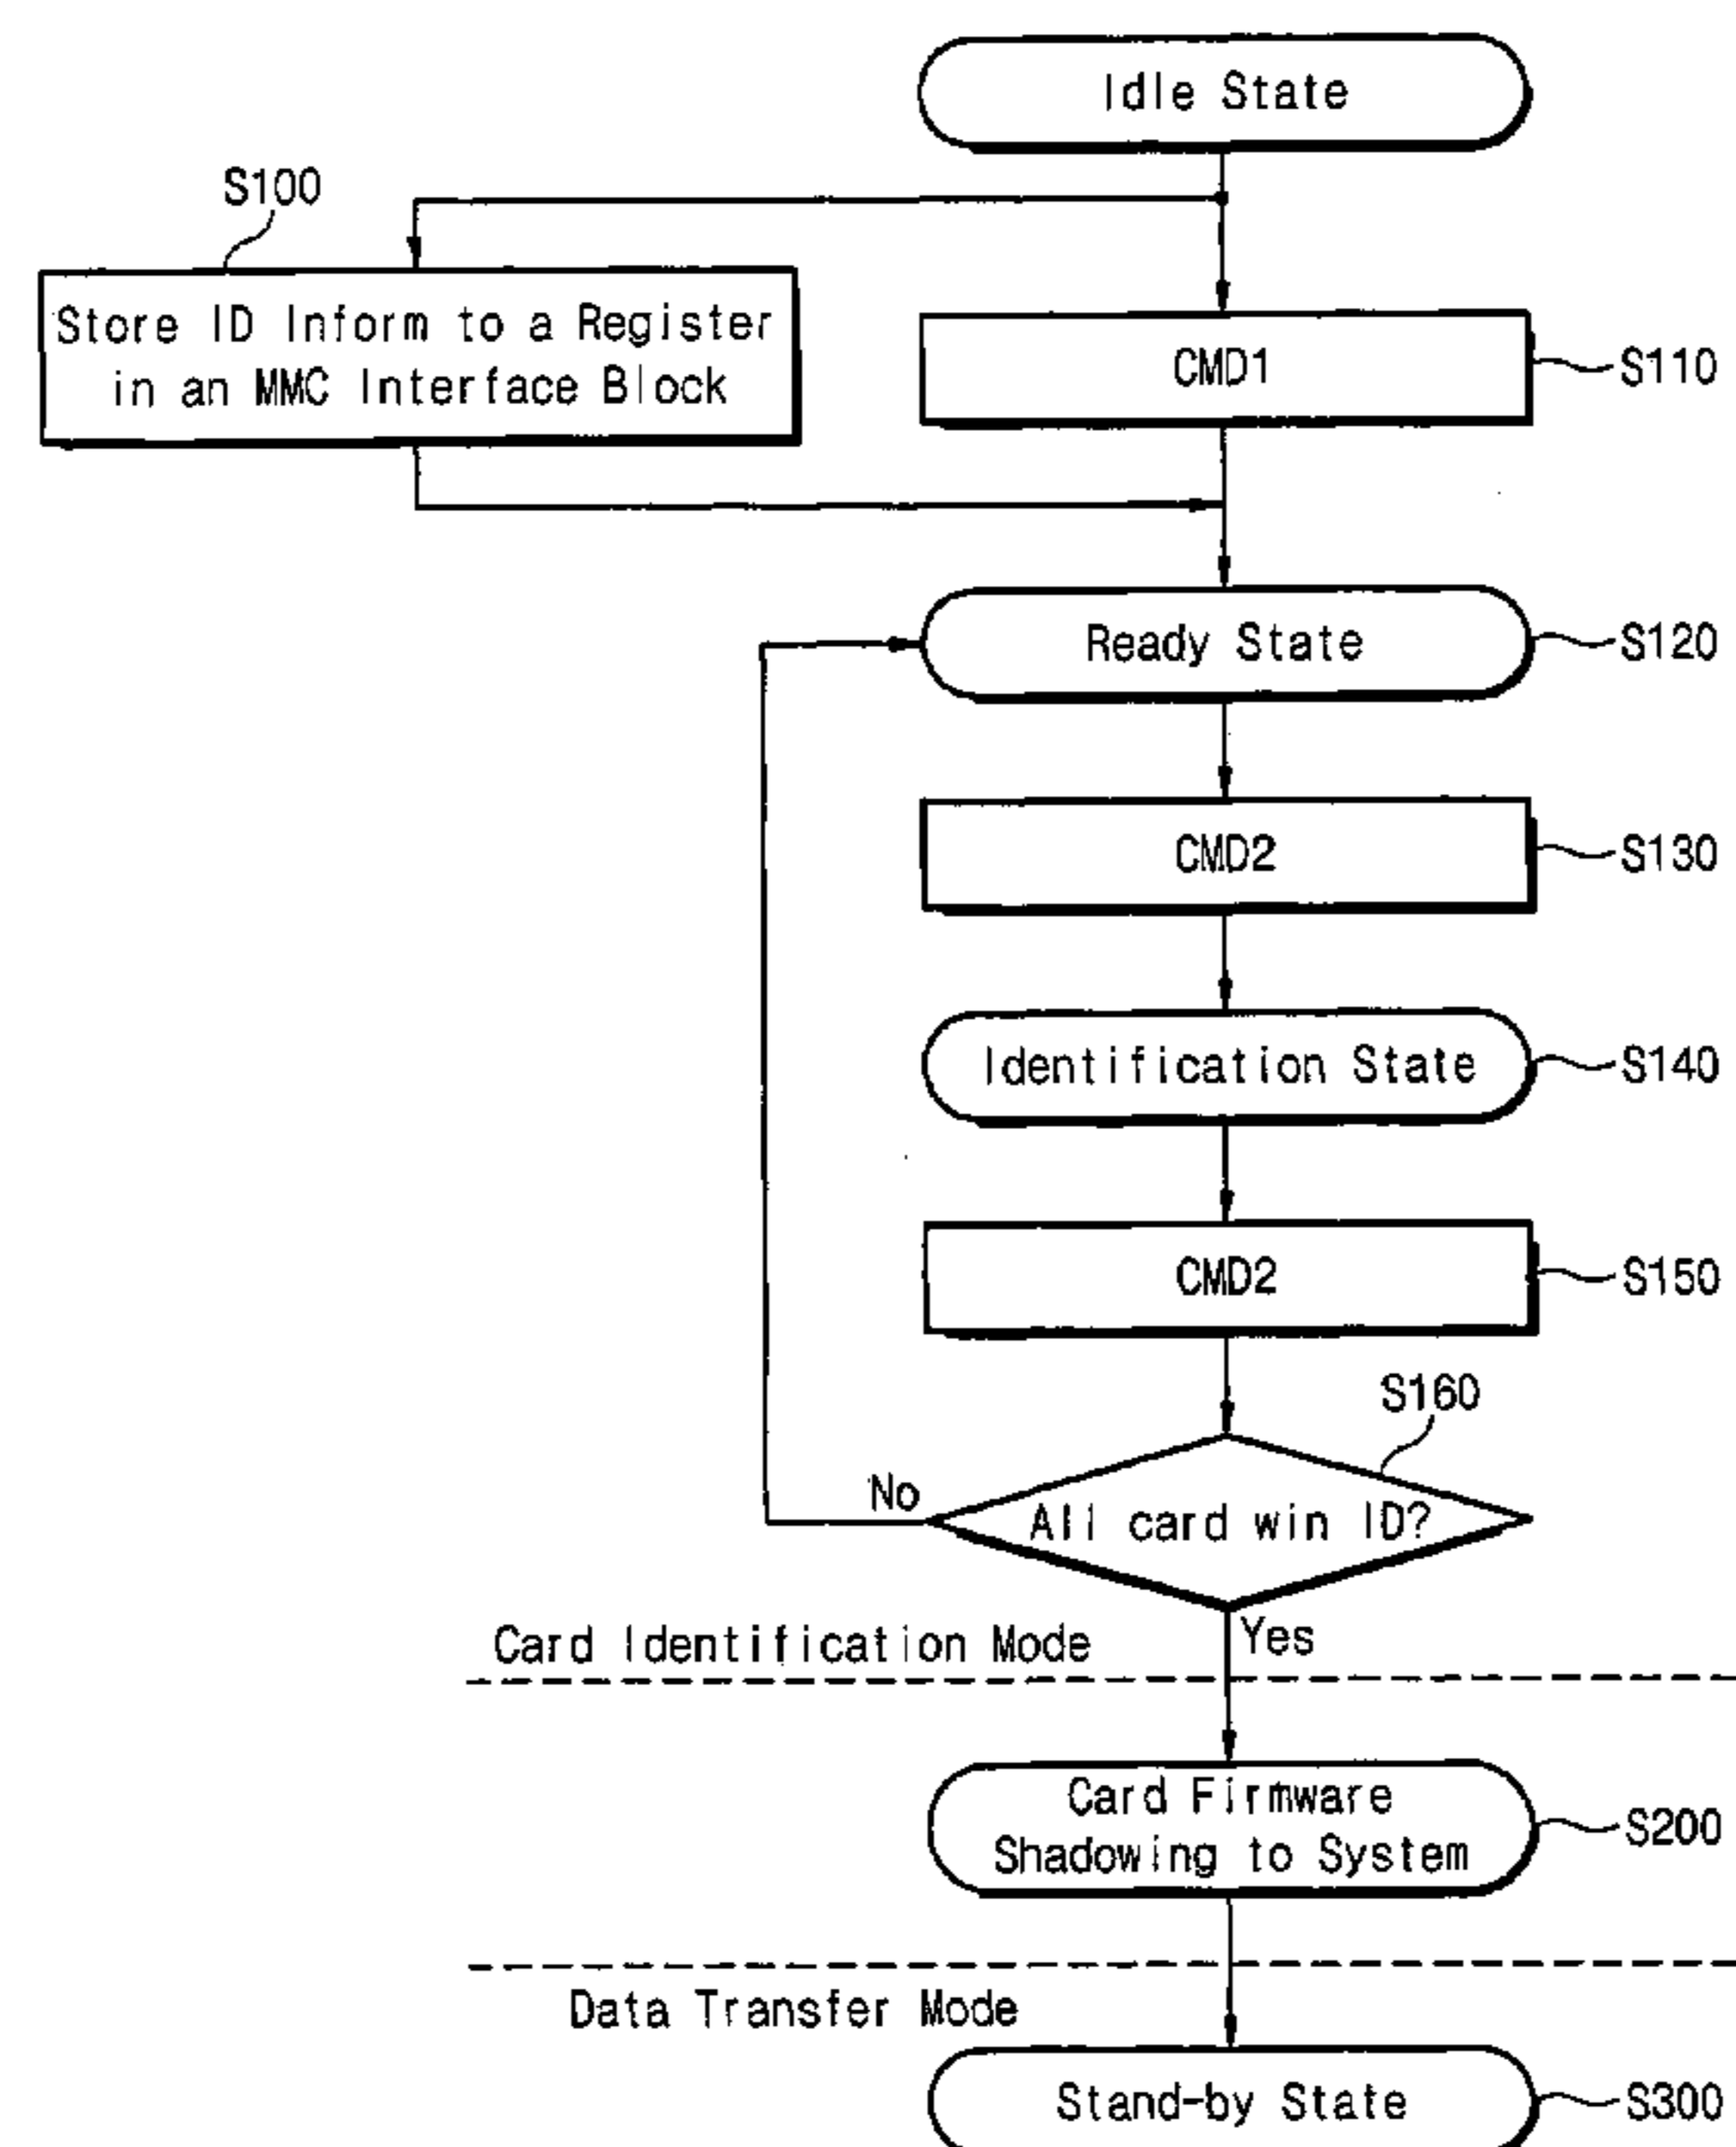 Idle State
S100
Store ID Inform to a Register
in an MMC Interface Block
CMD1
S110
Ready State
S120
CMD2
S130
Identification State
S140
CMD2
S150
S160
All card win ID?
No
Yes
Card Identification Mode
Card Firmware
Shadowing to System
S200
Data Transfer Mode
Stand-by State
S300